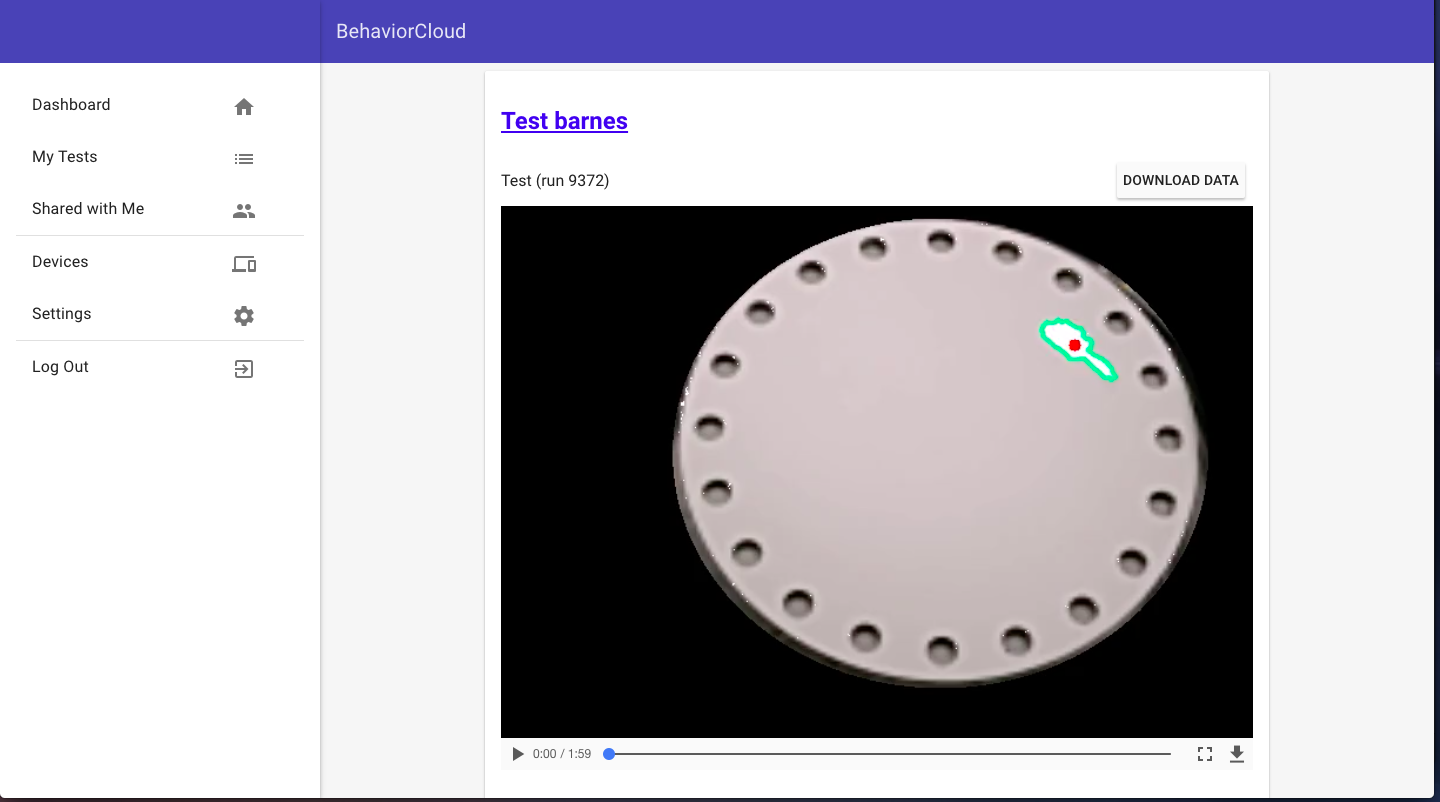 BehaviorCloud
Dashboard
My Tests
Shared with Me
Devices
Settings
Log Out
Test barnes
Test (run 9372)
DOWNLOAD DATA
0:00 / 1:59